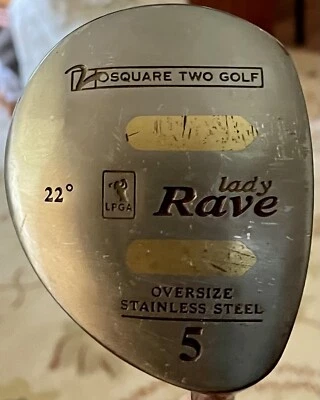 SQUARE TWO GOLF
22°
LPGA
lady
Rave
OVERSIZE
STAINLESS STEEL
5